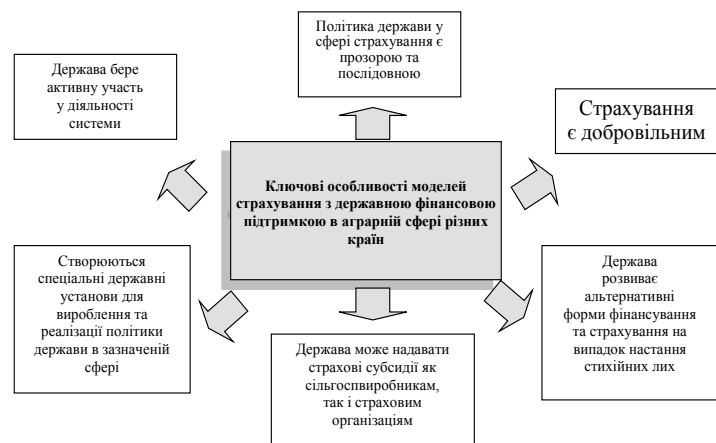 Політика держави у
сфері страхування є
прозорою та
послідовною
Держава бере
активну участь
у діяльності
системи
Страхування
є добровільним
Ключові особливості моделей
страхування з державною фінансовою
підтримкою в аграрній сфері різних
країн
Створюються
спеціальні державні
установи для
вироблення та
реалізації політики
держави в зазначеній
сфері
Держава може надавати
страхові субсидії як
сільгоспвиробникам,
так і страховим
організаціям
Держава
розвиває
альтернативні
форми фінансування
та страхування на
випадок настання
стихійних лих